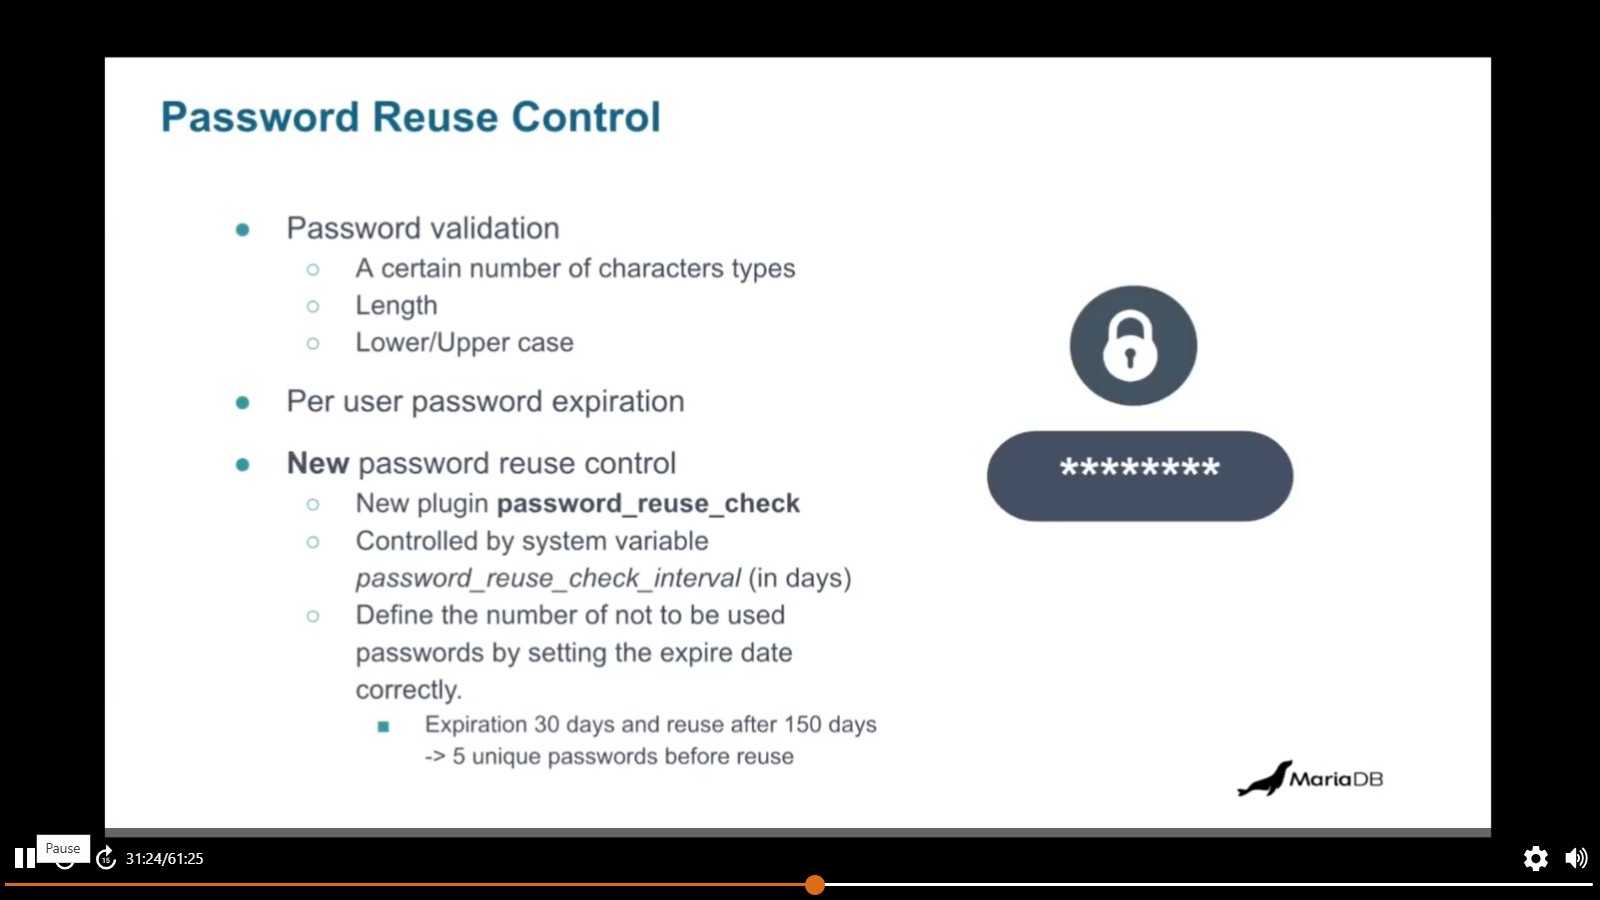 Password Reuse Control
Password validation
A certain number of characters types
Length
Lower/Upper case
Per user password expiration
New password reuse control
New plugin password_reuse_check
Controlled by system variable
password_reuse_check_interval (in days)
Define the number of not to be used
passwords by setting the expire date
correctly.
Expiration 30 days and reuse after 150 days
-> 5 unique passwords before reuse
********
MariaDB
Pause
15
31:24/61:25